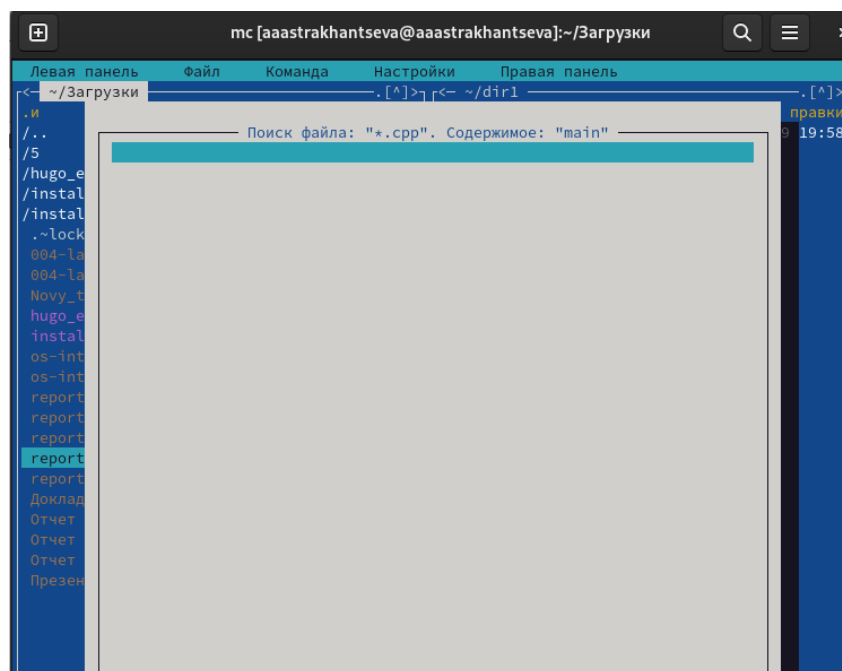 mc [aaastrakhantseva@aaastrakhantseva]:~/Загрузки
Левая панель Файл Команда Настройки Правая панель
<— ~/Загрузки .[^]> <— ~/dir1 .[^]>
.и правки
/.. 9 19:58
Поиск файла: "*.cpp". Содержимое: "main"
/5
/hugo_e
/instal
/instal
.~lock
004-la
004-la
Novy_t
hugo_e
instal
os-int
os-int
report
report
report
report
report
Доклад
Отчет
Отчет
Отчет
Презен